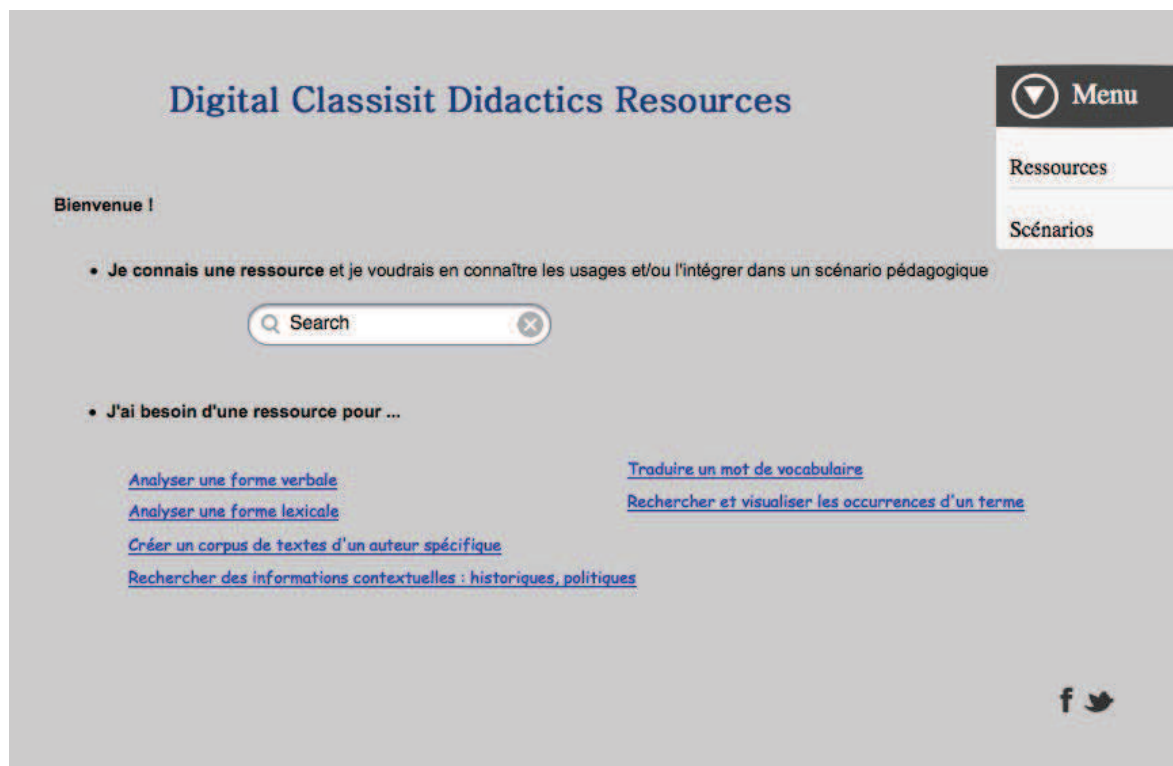 Digital Classisit Didactics Resources
Menu
Ressources
Scénarios
Bienvenue !
• Je connais une ressource et je voudrais en connaître les usages et/ou l'intégrer dans un scénario pédagogique
Search
• J'ai besoin d'une ressource pour ...
Analyser une forme verbale
Analyser une forme lexicale
Créer un corpus de textes d'un auteur spécifique
Rechercher des informations contextuelles : historiques, politiques
Traduire un mot de vocabulaire
Rechercher et visualiser les occurrences d'un terme